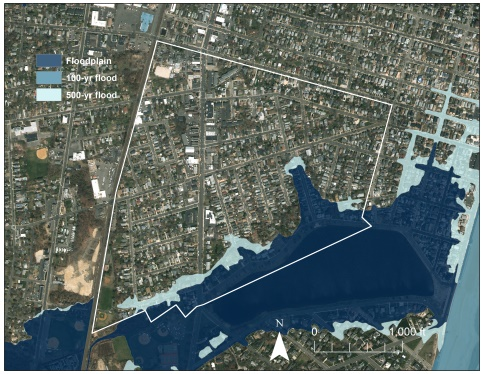 Floodplain
100-yr flood
500-yr flood
N
0 1,000 ft